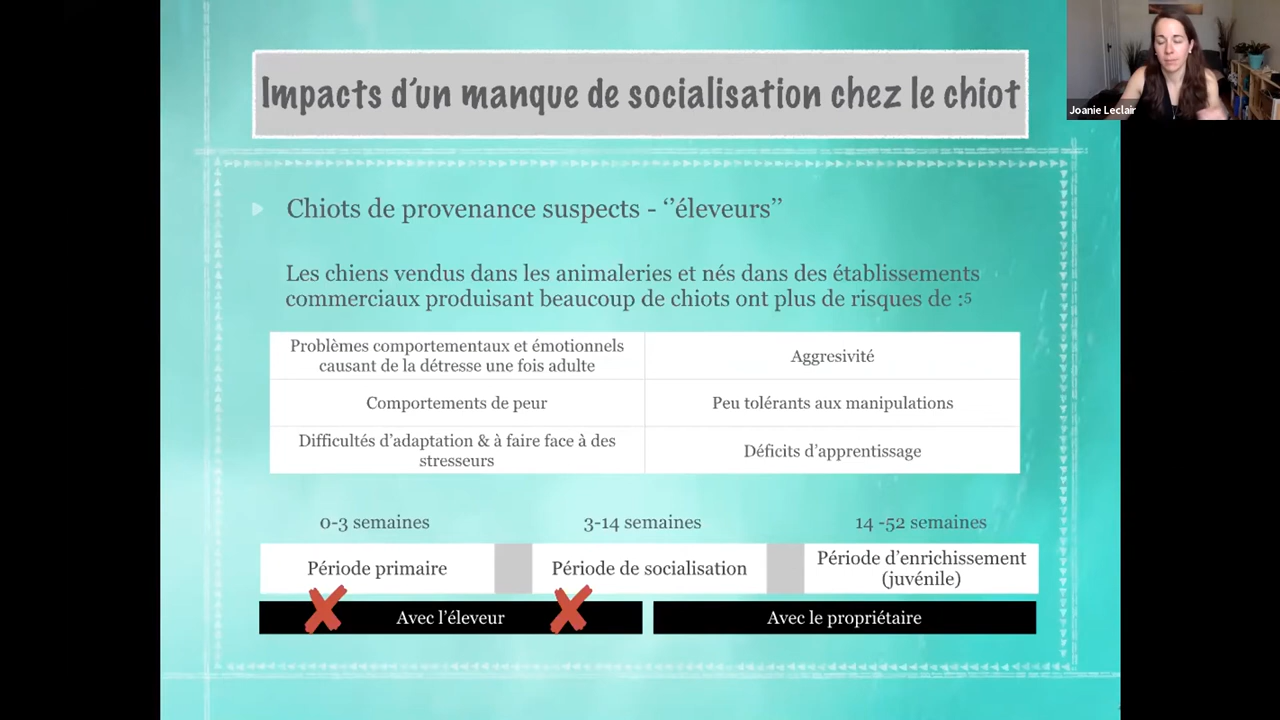 Impacts d'un manque de socialisation chez le chiot
Joanie Leclair
Chiots de provenance suspects - ‘’éleveurs’’
Les chiens vendus dans les animaleries et nés dans des établissements
commerciaux produisant beaucoup de chiots ont plus de risques de :5
Problèmes comportementaux et émotionnels
causant de la détresse une fois adulte
Aggresivité
Comportements de peur
Peu tolérants aux manipulations
Difficultés d’adaptation & à faire face à des
stresseurs
Déficits d’apprentissage
0-3 semaines
3-14 semaines
14 -52 semaines
Période primaire
Période de socialisation
Période d’enrichissement
(juvénile)
Avec l’éleveur
Avec le propriétaire